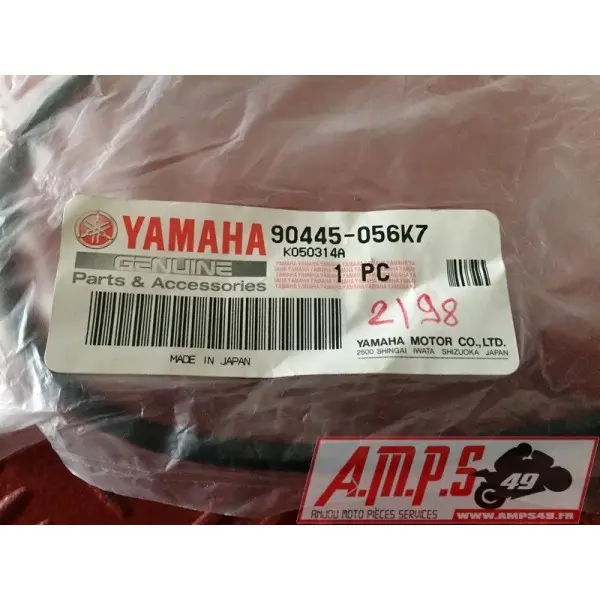 YAMAHA 90445-056K7
GENUINE K050314A
Parts & Accessories 1 PC
2198
MADE IN JAPAN
YAMAHA MOTOR CO.,LTD.
2500 SHINGAI IWATA SHIZUOKA JAPAN
A.M.P.S 49
ANJOU MOTO PIÈCES SERVICES
WWW.AMPS49.FR